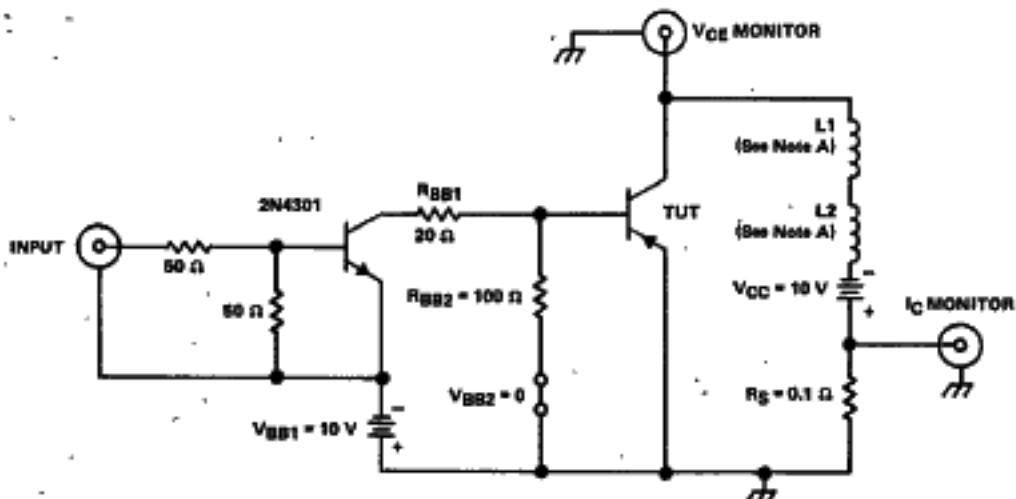 VCE MONITOR
L1
(See Note A)
2N4301
RBB1
20 Ω
TUT
L2
(See Note A)
INPUT
50 Ω
50 Ω
RBB2 = 100 Ω
VCC = 10 V
-
+
IC MONITOR
VBB2 = 0
RS = 0.1 Ω
VBB1 = 10 V
-
+